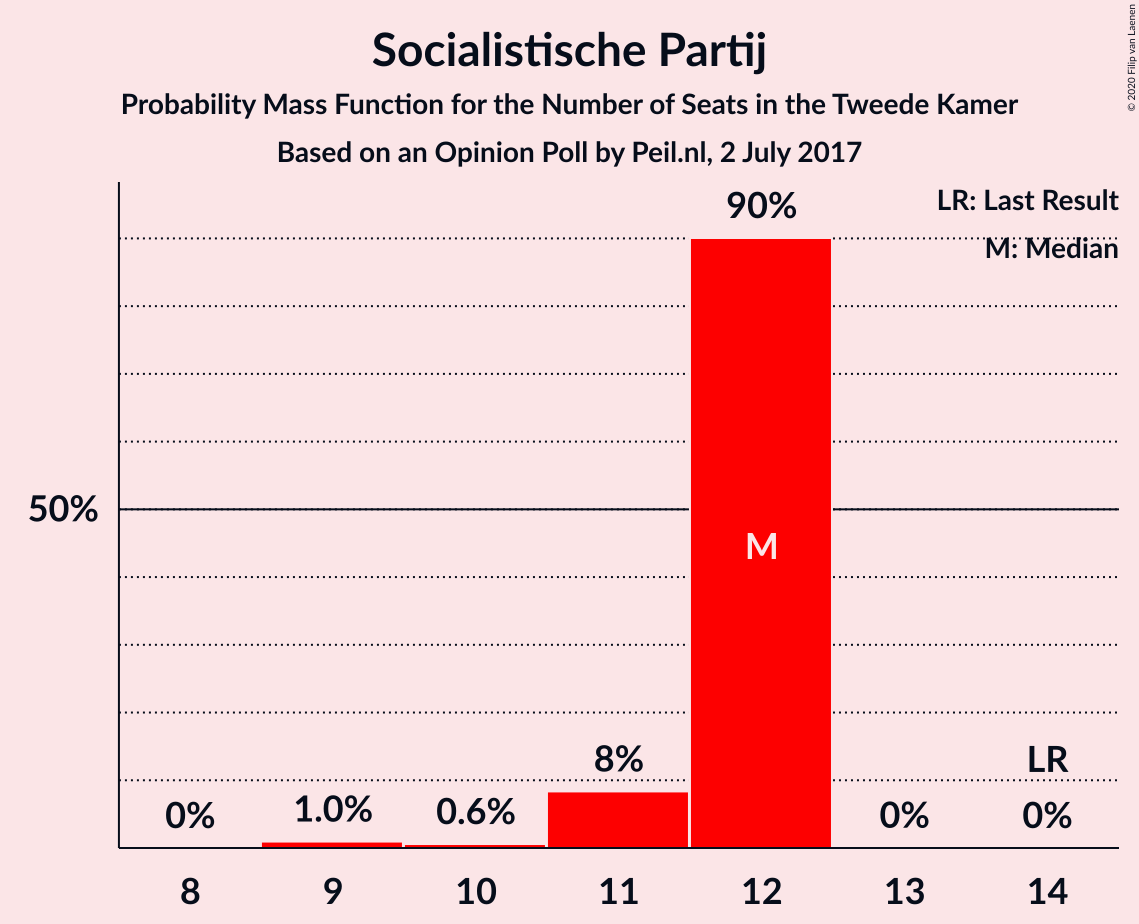 Socialistische Partij
Probability Mass Function for the Number of Seats in the Tweede Kamer
Based on an Opinion Poll by Peil.nl, 2 July 2017
© 2020 Filip van Laenen
LR: Last Result
M: Median
90%
50%
M
8%
LR
0%
1.0%
0.6%
0%
0%
8
9
10
11
12
13
14